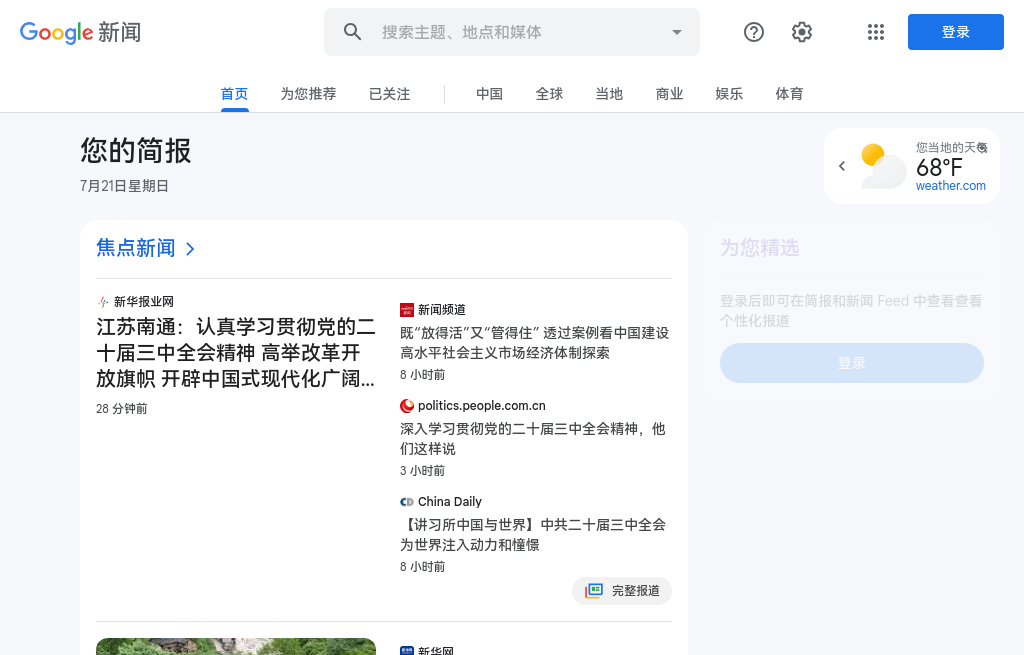 Google 新闻
搜索主题、地点和媒体
登录
首页
为您推荐
已关注
中国
全球
当地
商业
娱乐
体育
您的简报
7月21日星期日
您当地的天气
68°F
weather.com
焦点新闻
新华报业网
江苏南通：认真学习贯彻党的二
十届三中全会精神 高举改革开
放旗帜 开辟中国式现代化广阔...
28 分钟前
新闻频道
既“放得活”又“管得住” 透过案例看中国建设
高水平社会主义市场经济体制探索
8 小时前
politics.people.com.cn
深入学习贯彻党的二十届三中全会精神，他
们这样说
3 小时前
China Daily
【讲习所中国与世界】中共二十届三中全会
为世界注入动力和憧憬
8 小时前
完整报道
新华网
为您精选
登录后即可在简报和新闻 Feed 中查看查看
个性化报道
登录